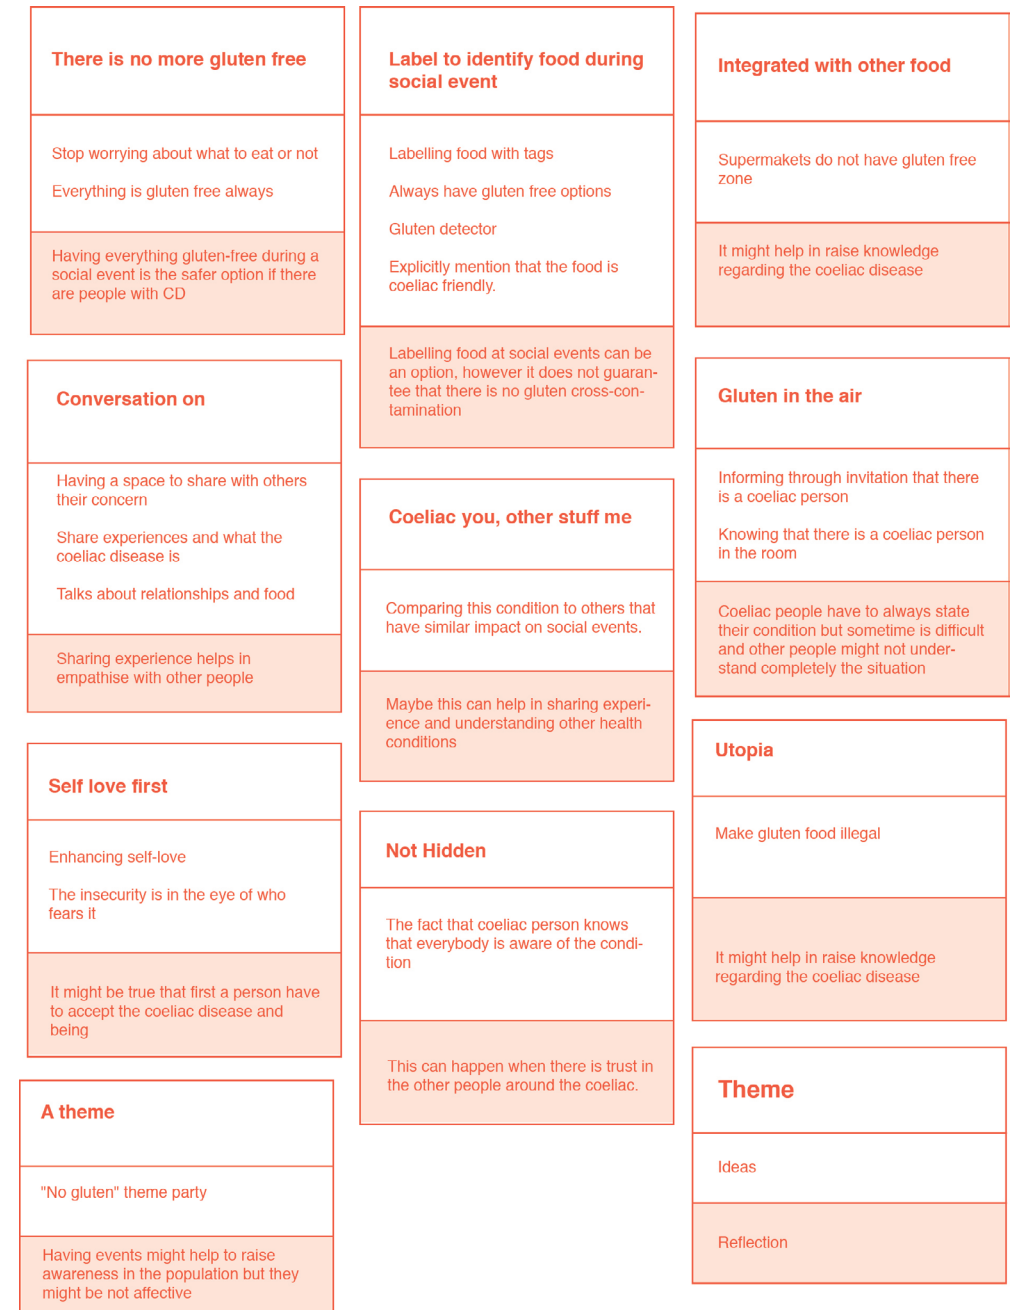 There is no more gluten free
Stop worrying about what to eat or not
Everything is gluten free always
Having everything gluten-free during a
social event is the safer option if there
are people with CD
Label to identify food during
social event
Labelling food with tags
Always have gluten free options
Gluten detector
Explicitly mention that the food is
coeliac friendly.
Labelling food at social events can be
an option, however it does not guaran-
tee that there is no gluten cross-con-
tamination
Integrated with other food
Supermakets do not have gluten free
zone
It might help in raise knowledge
regarding the coeliac disease
Conversation on
Having a space to share with others
their concern
Share experiences and what the
coeliac disease is
Talks about relationships and food
Sharing experience helps in
empathise with other people
Coeliac you, other stuff me
Comparing this condition to others that
have similar impact on social events.
Maybe this can help in sharing experi-
ence and understanding other health
conditions
Gluten in the air
Informing through invitation that there
is a coeliac person
Knowing that there is a coeliac person
in the room
Coeliac people have to always state
their condition but sometime is difficult
and other people might not under-
stand completely the situation
Self love first
Enhancing self-love
The insecurity is in the eye of who
fears it
It might be true that first a person have
to accept the coeliac disease and
being
Not Hidden
The fact that coeliac person knows
that everybody is aware of the condi-
tion
This can happen when there is trust in
the other people around the coeliac.
Utopia
Make gluten food illegal
It might help in raise knowledge
regarding the coeliac disease
A theme
"No gluten" theme party
Having events might help to raise
awareness in the population but they
might be not affective
Theme
Ideas
Reflection